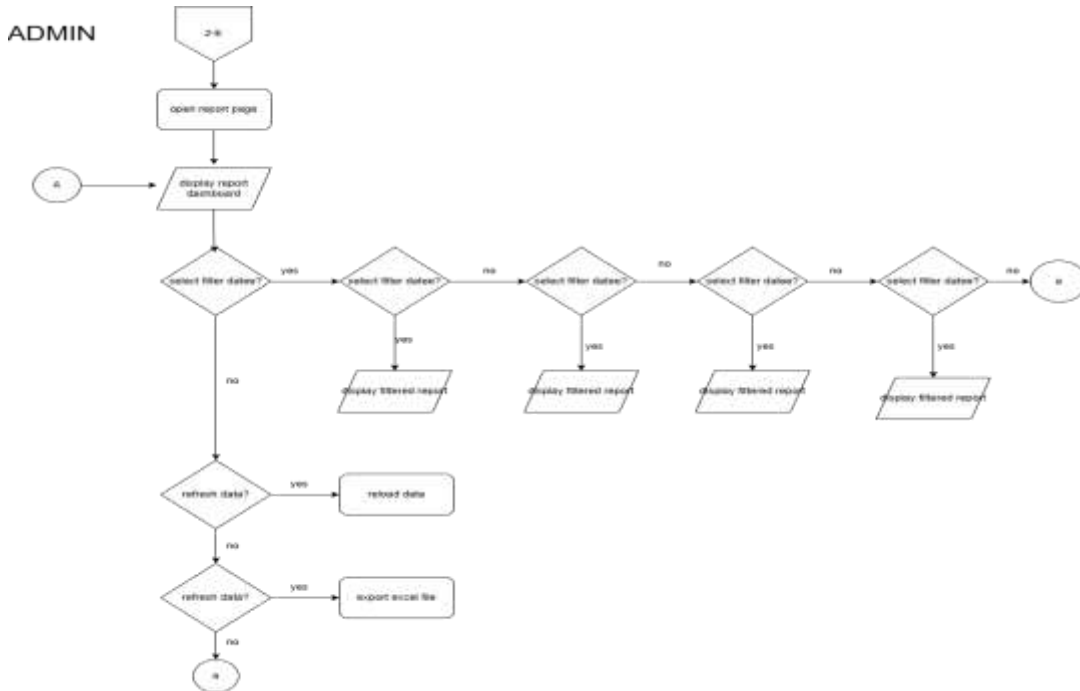 ADMIN
open report page
display report
dashboard
select filter dates?
yes
select filter dates?
no
select filter dates?
no
select filter dates?
no
select filter dates?
no
yes
yes
yes
yes
display filtered report
display filtered report
display filtered report
display filtered report
no
refresh data?
yes
reload data
no
refresh data?
yes
export excel file
no